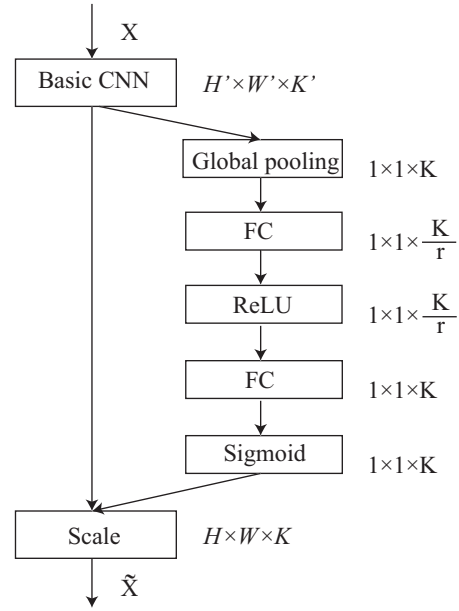 X
Basic CNN H'×W'×K'
Global pooling 1×1×K
FC 1×1×K/r
ReLU 1×1×K/r
FC 1×1×K
Sigmoid 1×1×K
Scale H×W×K
X̃